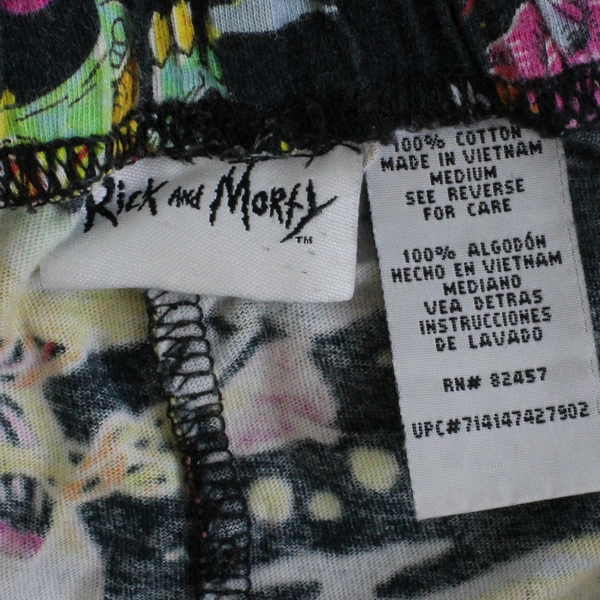 Rick and Morty
TM
100% COTTON
MADE IN VIETNAM
MEDIUM
SEE REVERSE
FOR CARE
100% ALGODÓN
HECHO EN VIETNAM
MEDIANO
VEA DETRAS
INSTRUCCIONES
DE LAVADO
RN# 82457
UPC#714147427902